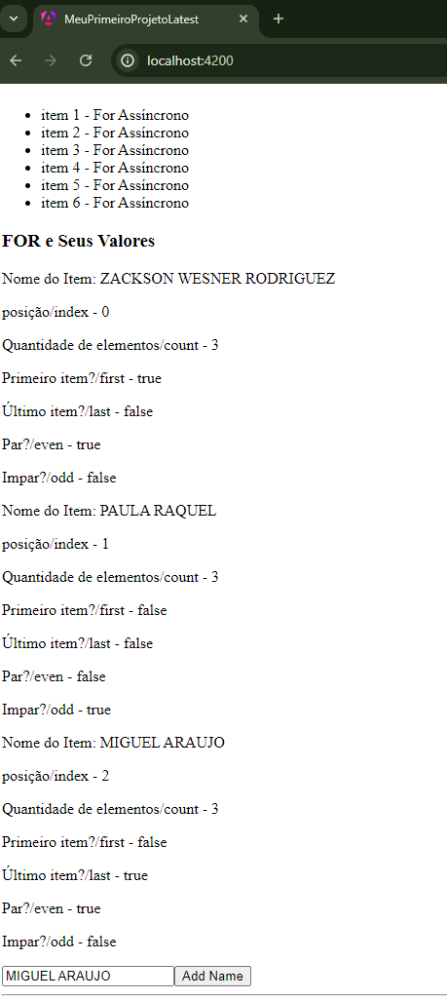 MeuPrimeiroProjetoLatest
localhost:4200
item 1 - For Assíncrono
item 2 - For Assíncrono
item 3 - For Assíncrono
item 4 - For Assíncrono
item 5 - For Assíncrono
item 6 - For Assíncrono
FOR e Seus Valores
Nome do Item: ZACKSON WESNER RODRIGUEZ
posição/index - 0
Quantidade de elementos/count - 3
Primeiro item?/first - true
Último item?/last - false
Par?/even - true
Impar?/odd - false
Nome do Item: PAULA RAQUEL
posição/index - 1
Quantidade de elementos/count - 3
Primeiro item?/first - false
Último item?/last - false
Par?/even - false
Impar?/odd - true
Nome do Item: MIGUEL ARAUJO
posição/index - 2
Quantidade de elementos/count - 3
Primeiro item?/first - false
Último item?/last - true
Par?/even - true
Impar?/odd - false
MIGUEL ARAUJO Add Name